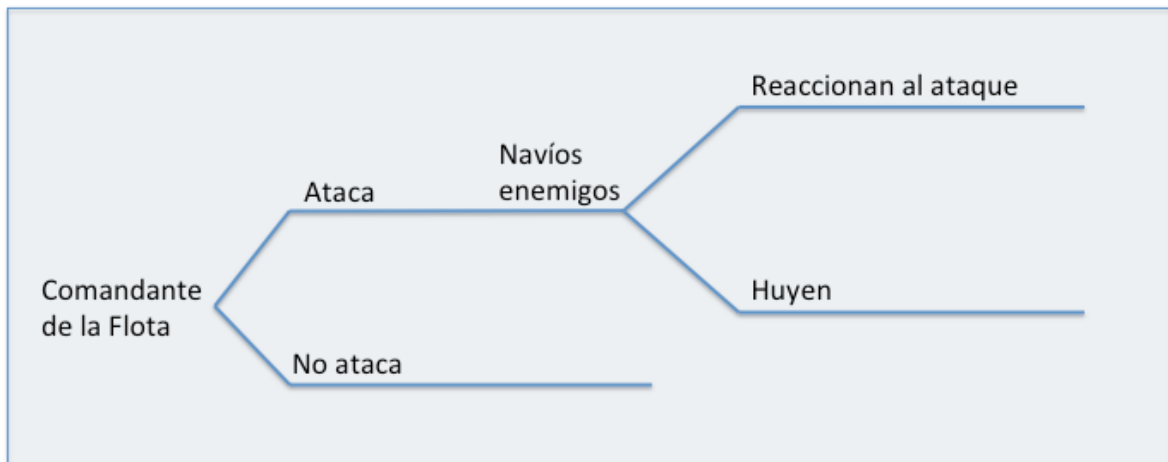 Reaccionan al ataque
Navíos
enemigos
Ataca
Comandante
de la Flota
Huyen
No ataca